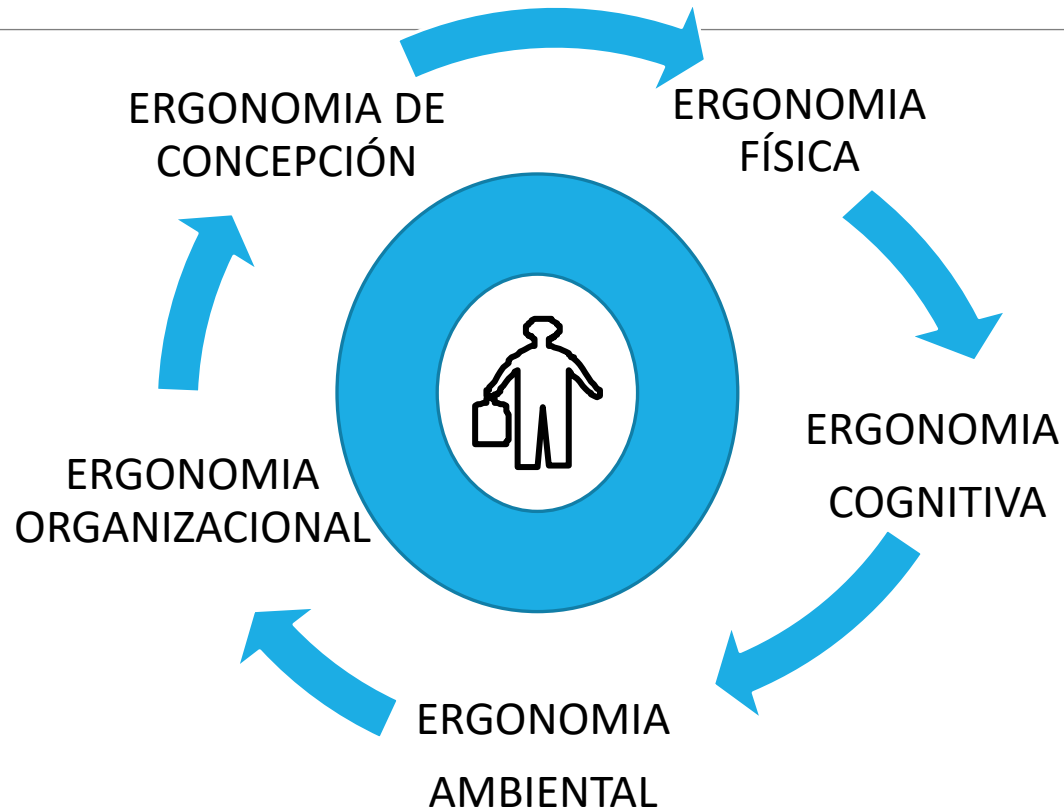 ERGONOMIA DE
CONCEPCIÓN
ERGONOMIA
FÍSICA
ERGONOMIA
COGNITIVA
ERGONOMIA
AMBIENTAL
ERGONOMIA
ORGANIZACIONAL